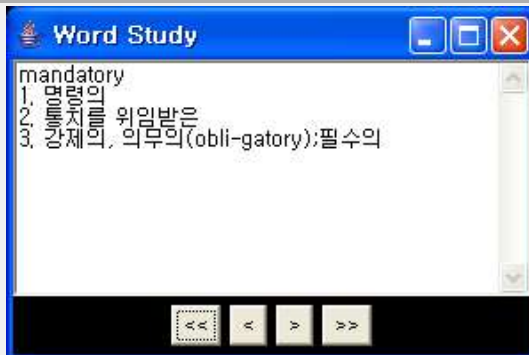 Word Study
mandatory
1. 명령의
2. 통치를 위임받은
3. 강제의, 의무의(obli-gatory);필수의
<< < > >>